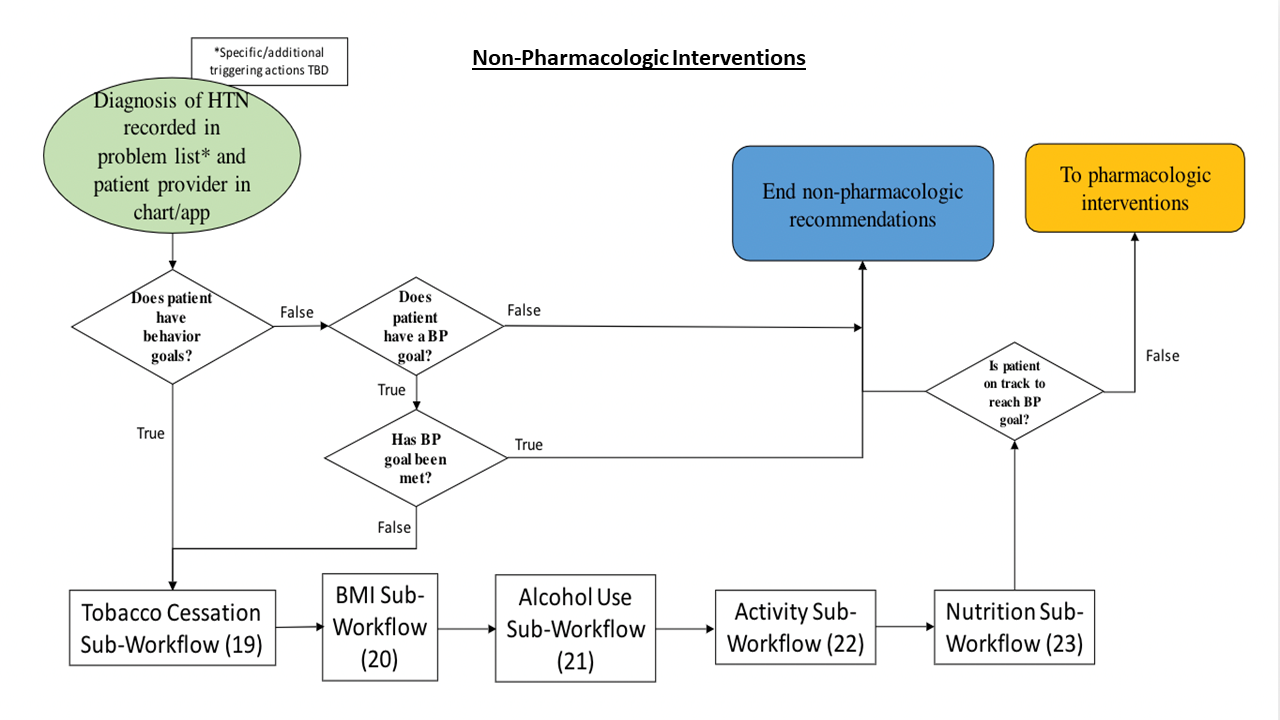 *Specific/additional
triggering actions TBD
Non-Pharmacologic Interventions
Diagnosis of HTN
recorded in
problem list* and
patient provider in
chart/app
End non-pharmacologic
recommendations
To pharmacologic
interventions
Does patient
have
behavior
goals?
False
Does
patient
have a BP
goal?
False
True
True
Has BP
goal been
met?
True
False
Is patient
on track to
reach BP
goal?
False
Tobacco Cessation
Sub-Workflow (19)
BMI Sub-
Workflow
(20)
Alcohol Use
Sub-Workflow
(21)
Activity Sub-
Workflow (22)
Nutrition Sub-
Workflow (23)